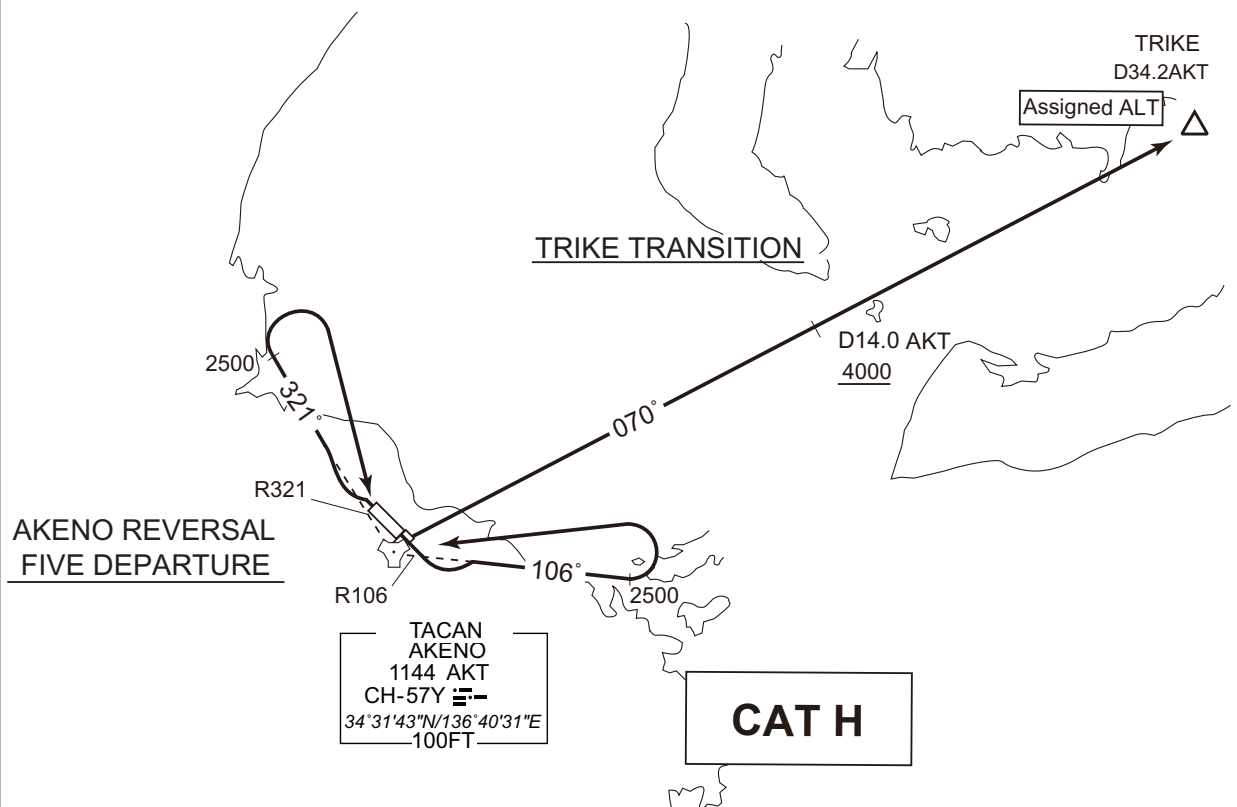 TRIKE
D34.2AKT
Assigned ALT
TRIKE TRANSITION
D14.0 AKT
4000
2500
321°
070°
R321
AKENO REVERSAL
FIVE DEPARTURE
106°
R106
2500
TACAN
AKENO
1144 AKT
CH-57Y
34°31'43"N/136°40'31"E
100FT
CAT H